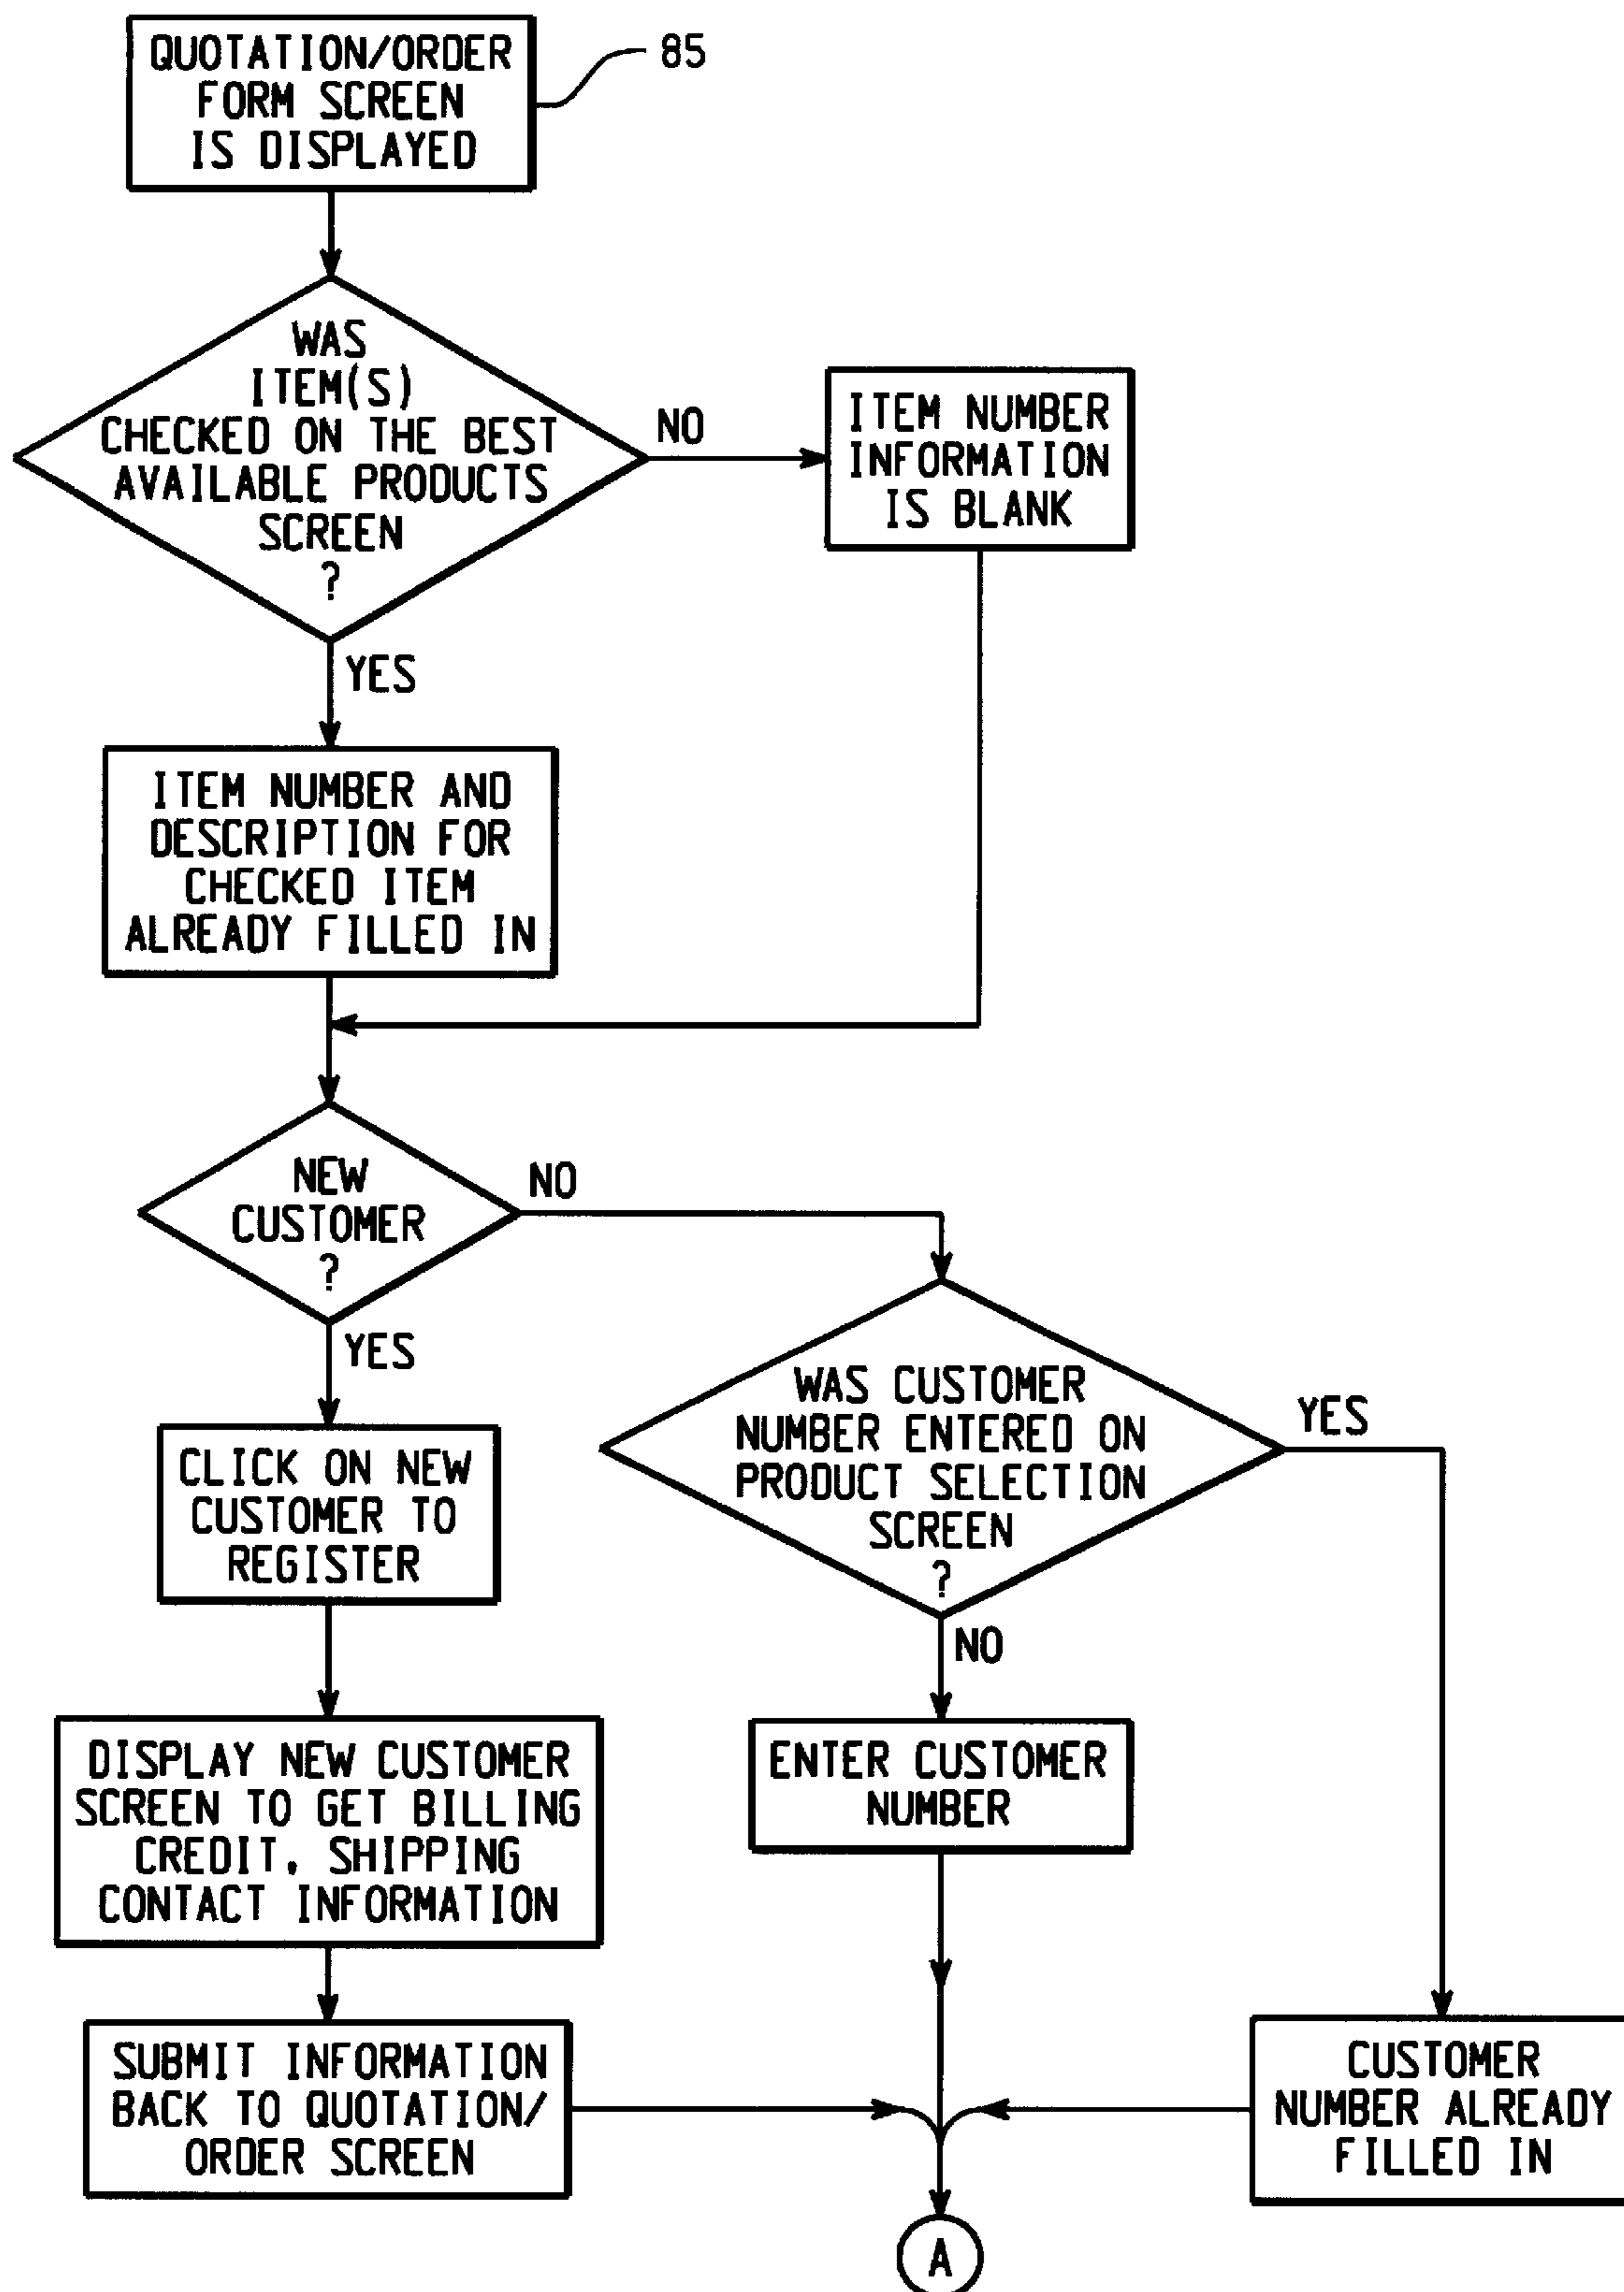 QUOTATION/ORDER
FORM SCREEN
IS DISPLAYED
85
WAS
ITEM(S)
CHECKED ON THE BEST
AVAILABLE PRODUCTS
SCREEN
?
NO
ITEM NUMBER
INFORMATION
IS BLANK
YES
ITEM NUMBER AND
DESCRIPTION FOR
CHECKED ITEM
ALREADY FILLED IN
NEW
CUSTOMER
?
NO
YES
WAS CUSTOMER
NUMBER ENTERED ON
PRODUCT SELECTION
SCREEN
?
YES
NO
CLICK ON NEW
CUSTOMER TO
REGISTER
DISPLAY NEW CUSTOMER
SCREEN TO GET BILLING
CREDIT, SHIPPING
CONTACT INFORMATION
ENTER CUSTOMER
NUMBER
SUBMIT INFORMATION
BACK TO QUOTATION/
ORDER SCREEN
CUSTOMER
NUMBER ALREADY
FILLED IN
A